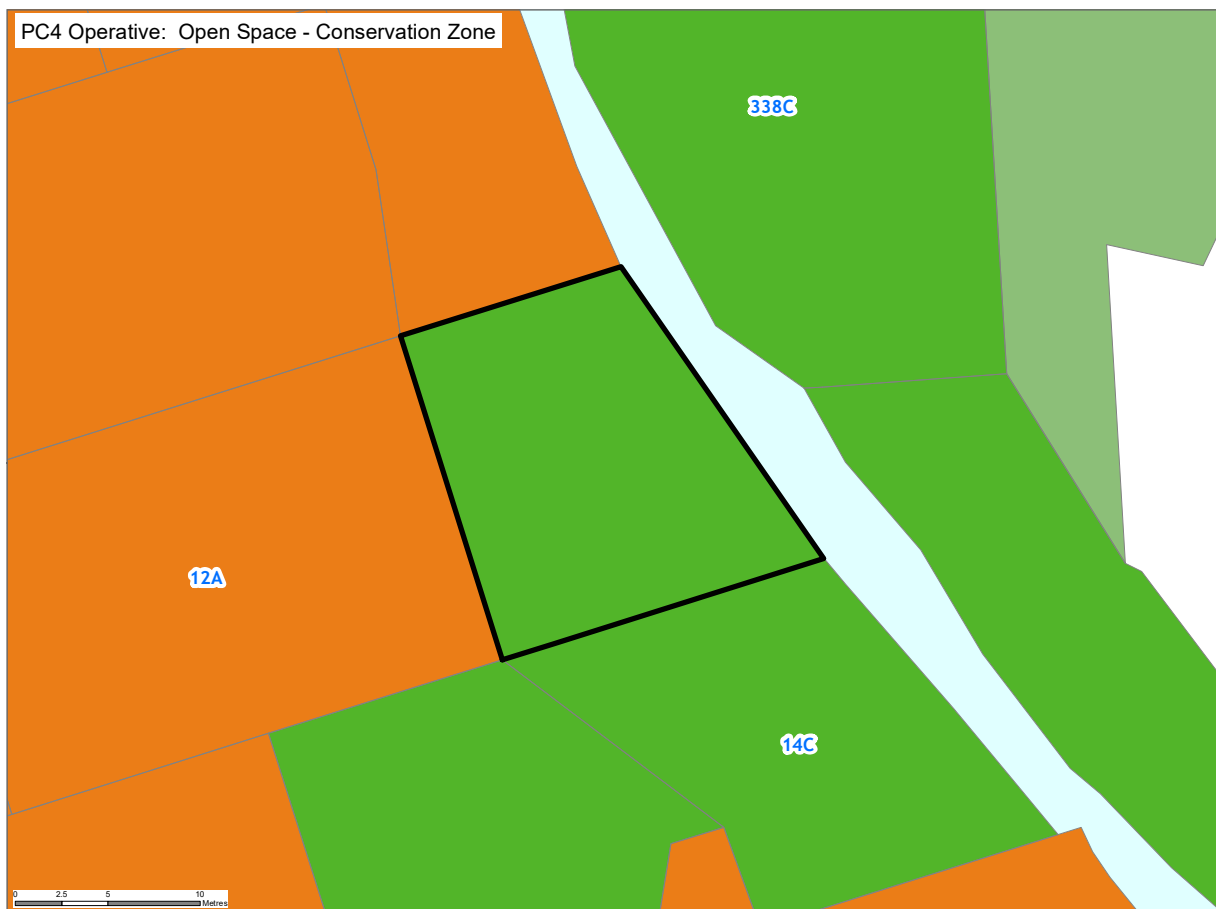 PC4 Operative:  Open Space - Conservation Zone
338C
12A
14C
0 2.5 5 10
Metres